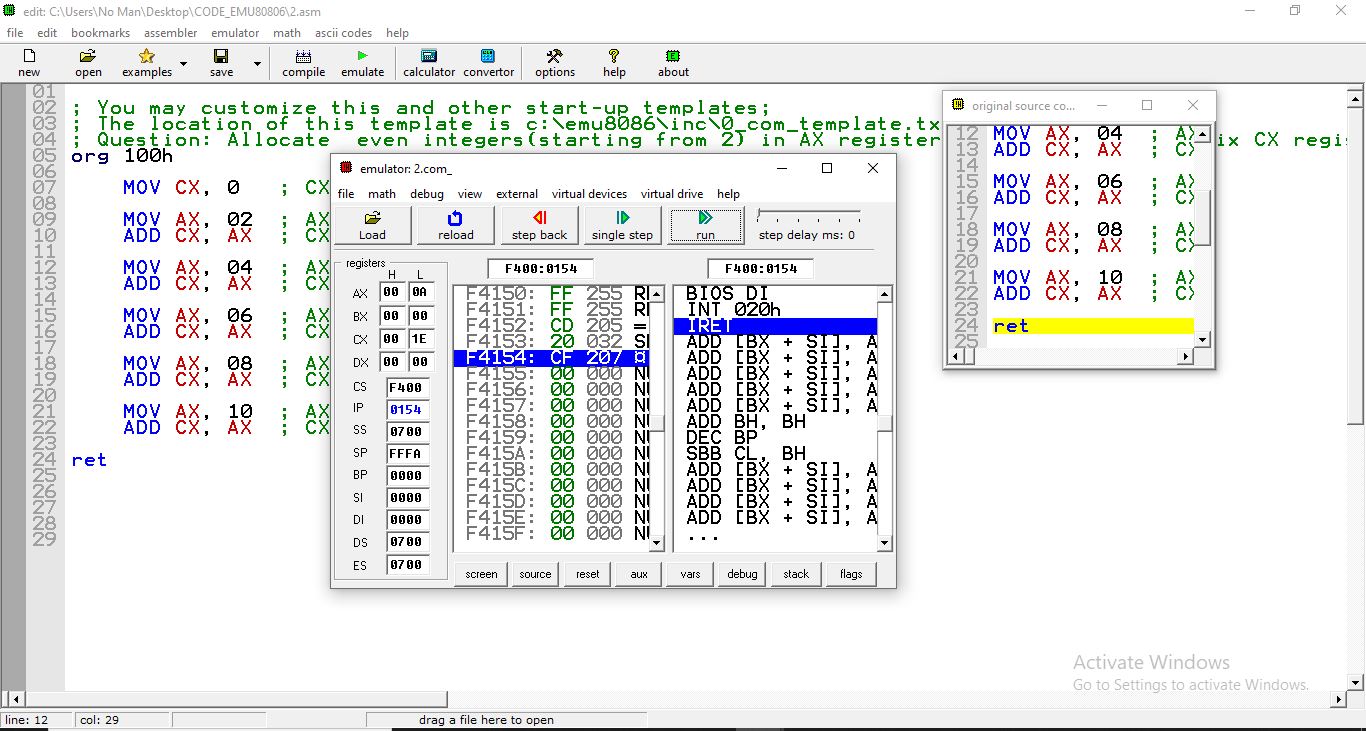 edit: C:\Users\No Man\Desktop\CODE_EMU80806\2.asm
file edit bookmarks assembler emulator math ascii codes help
new open examples save compile emulate calculator convertor options help about
01
02 ; You may customize this and other start-up templates;
03 ; The location of this template is c:\emu8086\inc\0_com_template.tx
04 ; Question: Allocate even integers(starting from 2) in AX register
05 org 100h
06
07 MOV CX, 0 ; CX
08
09 MOV AX, 02 ; AX
10 ADD CX, AX ; CX
11
12 MOV AX, 04 ; AX
13 ADD CX, AX ; CX
14
15 MOV AX, 06 ; AX
16 ADD CX, AX ; CX
17
18 MOV AX, 08 ; AX
19 ADD CX, AX ; CX
20
21 MOV AX, 10 ; AX
22 ADD CX, AX ; CX
23
24 ret
25
26
27
28
29
ix CX regi
emulator: 2.com_
file math debug view external virtual devices virtual drive help
Load reload step back single step run step delay ms: 0
registers
H L
AX 00 0A
BX 00 00
CX 00 1E
DX 00 00
CS F400
IP 0154
SS 0700
SP FFFA
BP 0000
SI 0000
DI 0000
DS 0700
ES 0700
F400:0154 F400:0154
F4150: FF 255
F4151: FF 255
F4152: CD 205 =
F4153: 20 032
F4154: CF 207 ¤
F4155: 00 000
F4156: 00 000
F4157: 00 000
F4158: 00 000
F4159: 00 000
F415A: 00 000
F415B: 00 000
F415C: 00 000
F415D: 00 000
F415E: 00 000
F415F: 00 000
BIOS DI
INT 020h
IRET
ADD [BX + SI], A
ADD [BX + SI], A
ADD [BX + SI], A
ADD [BX + SI], A
ADD [BX + SI], A
ADD BH, BH
DEC BP
SBB CL, BH
ADD [BX + SI], A
ADD [BX + SI], A
ADD [BX + SI], A
ADD [BX + SI], A
...
screen source reset aux vars debug stack flags
original source co...
12 MOV AX, 04 ; AX
13 ADD CX, AX ; CX
14
15 MOV AX, 06 ; AX
16 ADD CX, AX ; CX
17
18 MOV AX, 08 ; AX
19 ADD CX, AX ; CX
20
21 MOV AX, 10 ; AX
22 ADD CX, AX ; CX
23
24 ret
25
Activate Windows
Go to Settings to activate Windows.
line: 12 col: 29 drag a file here to open